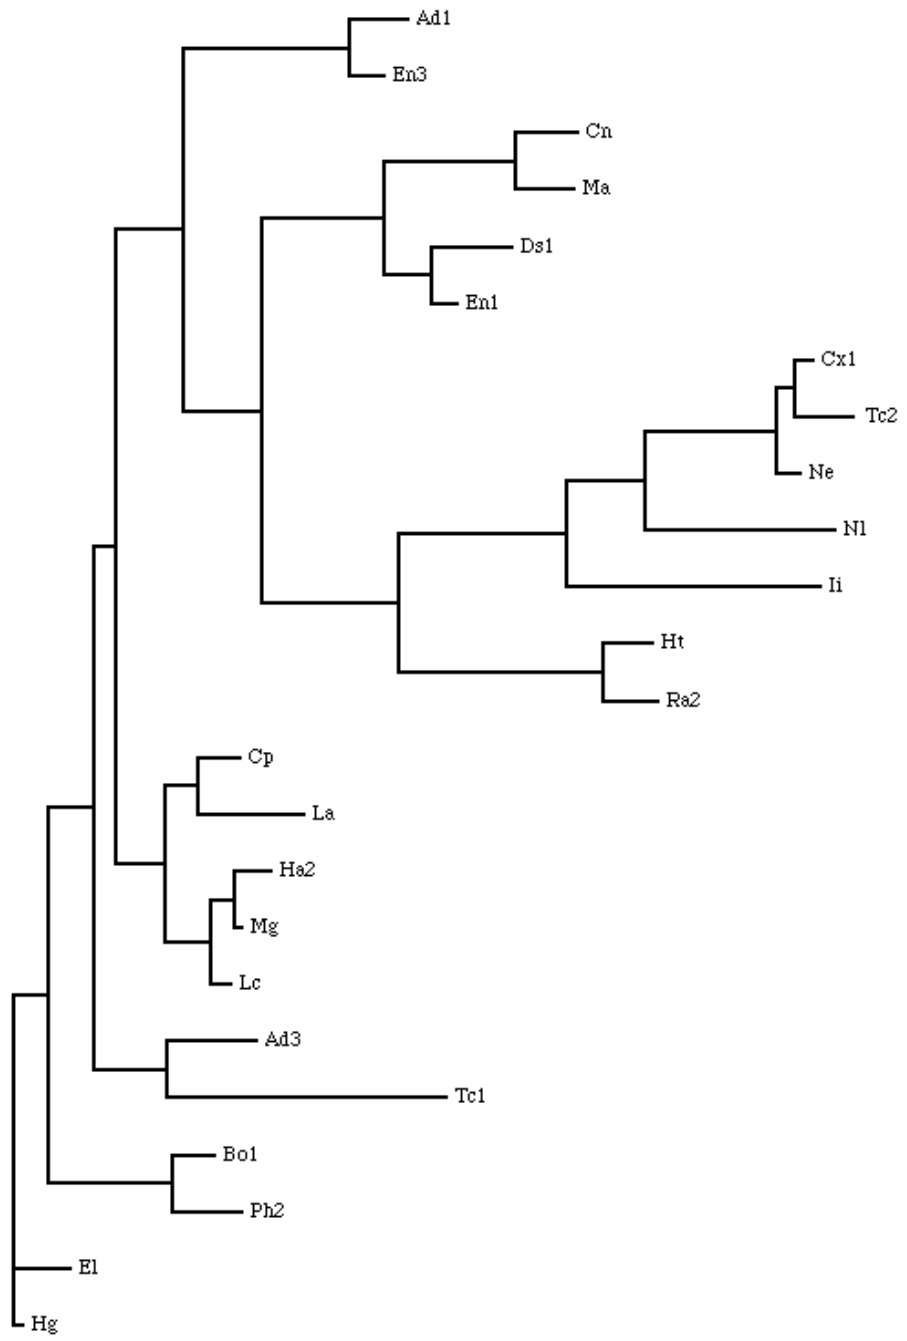 Ad1
En3
Cn
Ma
Ds1
En1
Cx1
Tc2
Ne
Nl
Ii
Ht
Ra2
Cp
La
Ha2
Mg
Lc
Ad3
Tc1
Bo1
Ph2
El
Hg